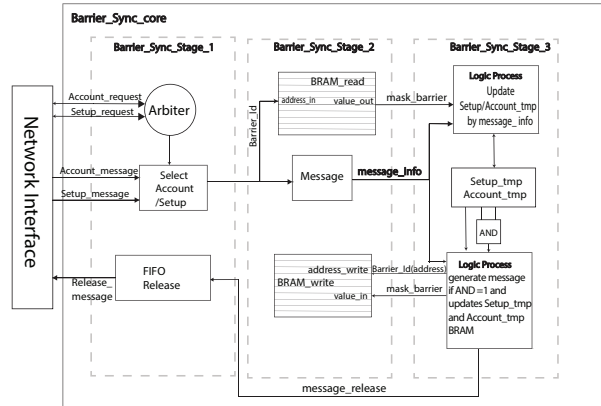 Barrier_Sync_core
Barrier_Sync_Stage_1
Barrier_Sync_Stage_2
Barrier_Sync_Stage_3
Network Interface
Account_request
Setup_request
Arbiter
Account_message
Setup_message
Select
Account
/Setup
Release_
message
FIFO
Release
Barrier_Id
BRAM_read
address_in
value_out
Message
address_write
BRAM_write
value_in
mask_barrier
message_Info
Barrier_Id(address)
mask_barrier
Logic Process
Update
Setup/Account_tmp
by message_info
Setup_tmp
Account_tmp
AND
Logic Process
generate message
if AND =1 and
updates Setup_tmp
and Account_tmp
BRAM
message_release